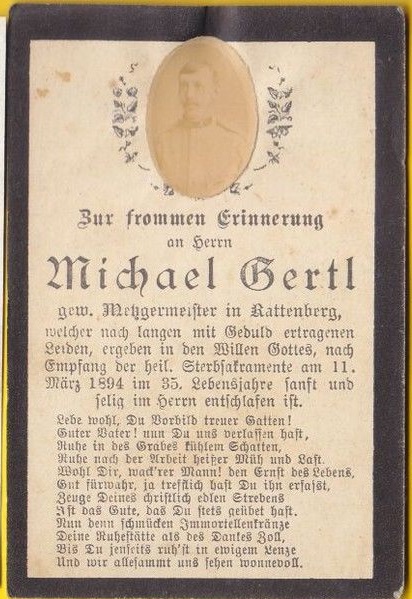 Zur frommen Erinnerung
an Herrn
Michael Gertl
gew. Metzgermeister in Rattenberg,
welcher nach langen mit Geduld ertragenen
Leiden, ergeben in den Willen Gottes, nach
Empfang der heil. Sterbsakramente am 11.
März 1894 im 35. Lebensjahre sanft und
selig im Herrn entschlafen ist.
Lebe wohl, Du Vorbild treuer Gatten!
Guter Vater! nun Du uns verlassen hast,
Ruhe in des Grabes kühlem Schatten,
Ruhe nach der Arbeit heißer Müh und Last.
Wohl Dir, wack'rer Mann! den Ernst des Lebens,
Gut fürwahr, ja trefflich hast Du ihn erfasst,
Zeuge Deines christlich edlen Strebens
Ist das Gute, das Du stets geübet hast.
Nun denn schmücken Immortellenkränze
Deine Ruhestätte als des Dankes Zoll,
Bis Du jenseits ruh'st in ewigem Lenze
Und wir allesammt uns sehen wonnevoll.